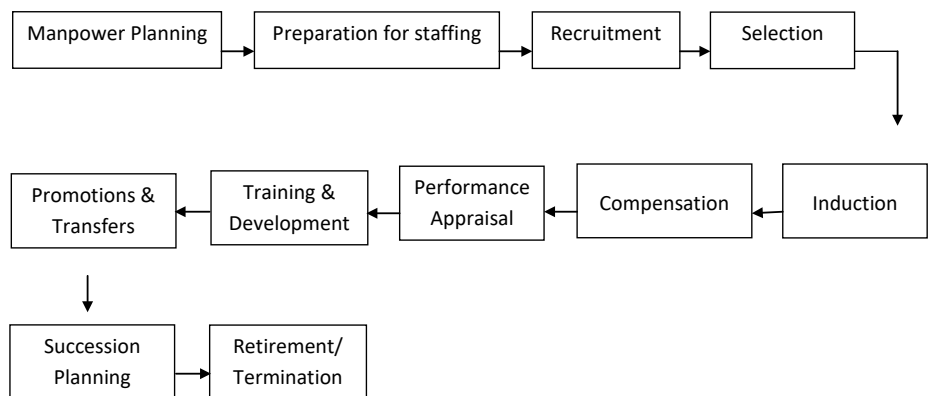 Manpower Planning
Preparation for staffing
Recruitment
Selection
Promotions &
Transfers
Training &
Development
Performance
Appraisal
Compensation
Induction
Succession
Planning
Retirement/
Termination